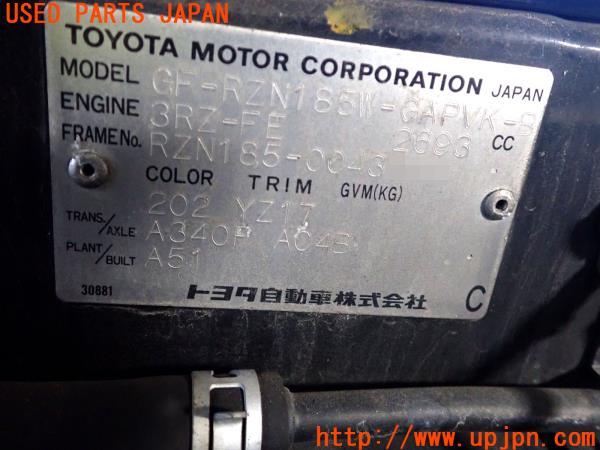 USED PARTS JAPAN
TOYOTA MOTOR CORPORATION JAPAN
MODEL GF-RZN185W-GAPVK-B
ENGINE 3RZ-FE 2693 CC
FRAME No. RZN185-0043
COLOR TRIM GVM(KG)
202 YZ17
TRANS./AXLE A340F A04B
PLANT/BUILT A51
30881 トヨタ自動車株式会社 C
UPJ http://www.upjpn.com